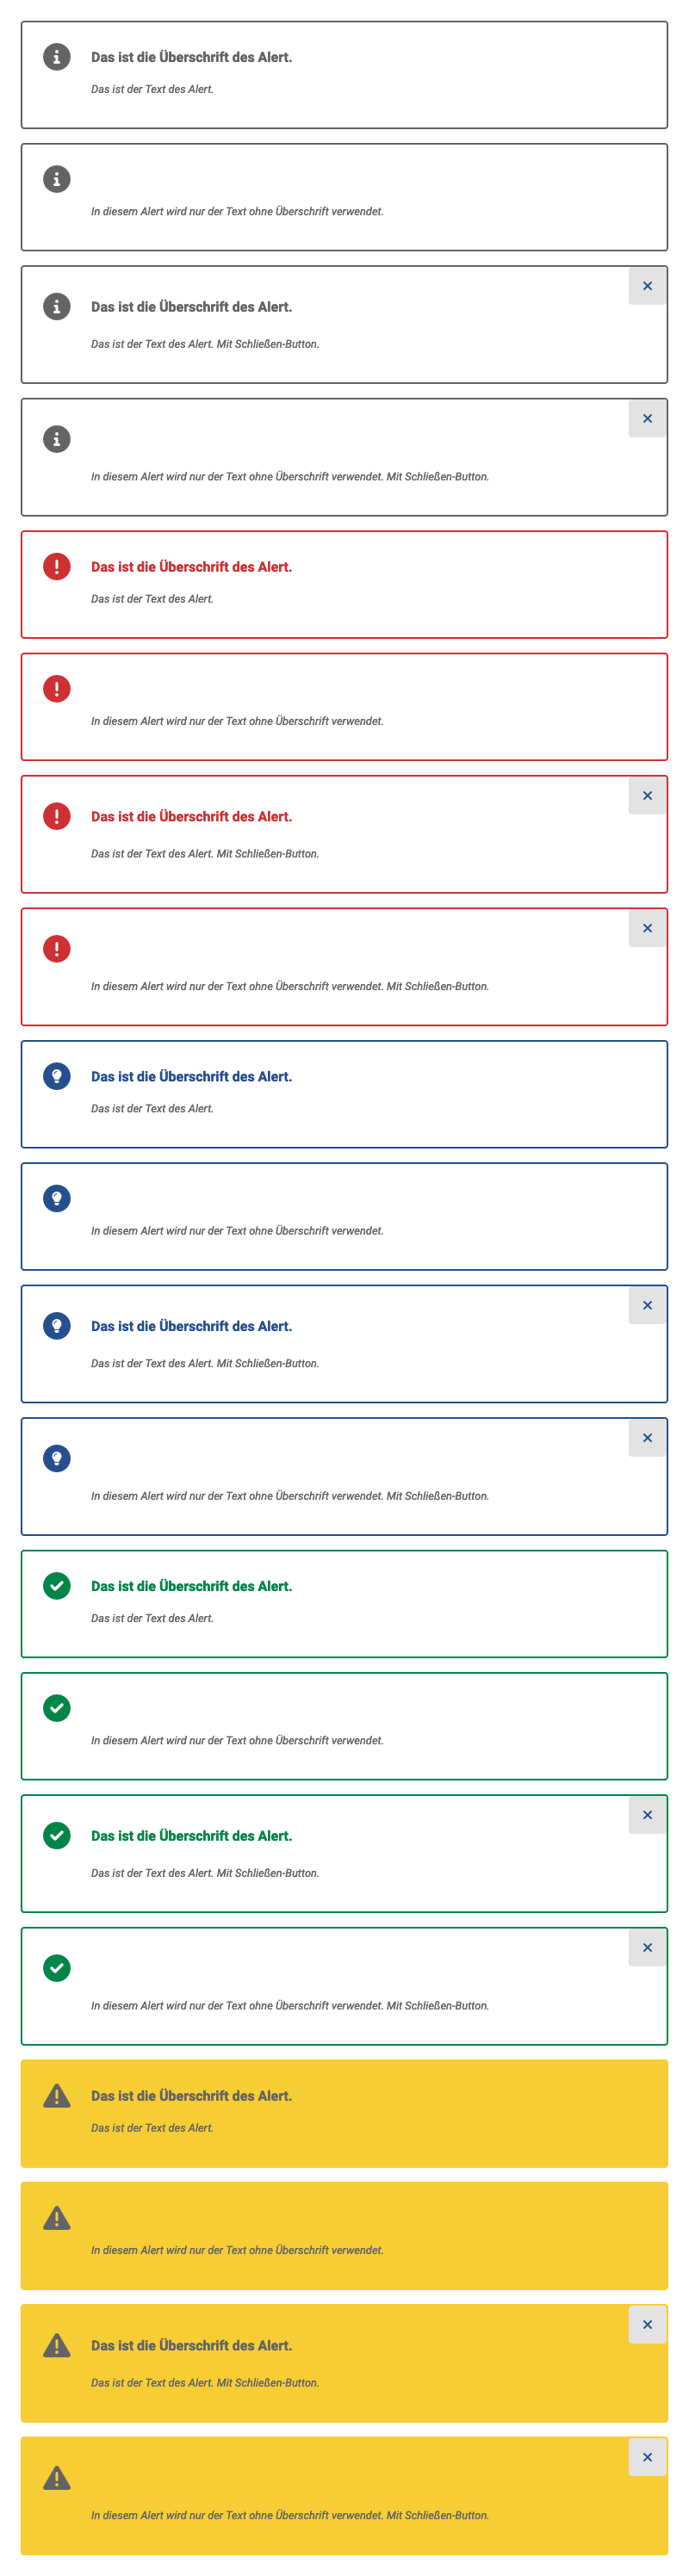 Das ist die Überschrift des Alert.
Das ist der Text des Alert.
In diesem Alert wird nur der Text ohne Überschrift verwendet.
Das ist die Überschrift des Alert.
Das ist der Text des Alert. Mit Schließen-Button.
In diesem Alert wird nur der Text ohne Überschrift verwendet. Mit Schließen-Button.
Das ist die Überschrift des Alert.
Das ist der Text des Alert.
In diesem Alert wird nur der Text ohne Überschrift verwendet.
Das ist die Überschrift des Alert.
Das ist der Text des Alert. Mit Schließen-Button.
In diesem Alert wird nur der Text ohne Überschrift verwendet. Mit Schließen-Button.
Das ist die Überschrift des Alert.
Das ist der Text des Alert.
In diesem Alert wird nur der Text ohne Überschrift verwendet.
Das ist die Überschrift des Alert.
Das ist der Text des Alert. Mit Schließen-Button.
In diesem Alert wird nur der Text ohne Überschrift verwendet. Mit Schließen-Button.
Das ist die Überschrift des Alert.
Das ist der Text des Alert.
In diesem Alert wird nur der Text ohne Überschrift verwendet.
Das ist die Überschrift des Alert.
Das ist der Text des Alert. Mit Schließen-Button.
In diesem Alert wird nur der Text ohne Überschrift verwendet. Mit Schließen-Button.
Das ist die Überschrift des Alert.
Das ist der Text des Alert.
In diesem Alert wird nur der Text ohne Überschrift verwendet.
Das ist die Überschrift des Alert.
Das ist der Text des Alert. Mit Schließen-Button.
In diesem Alert wird nur der Text ohne Überschrift verwendet. Mit Schließen-Button.